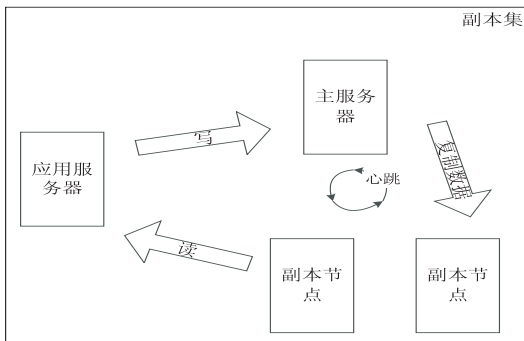 副本集
主服务
器
写
复制数据
应用服
务器
心跳
读
副本节
点
副本节
点